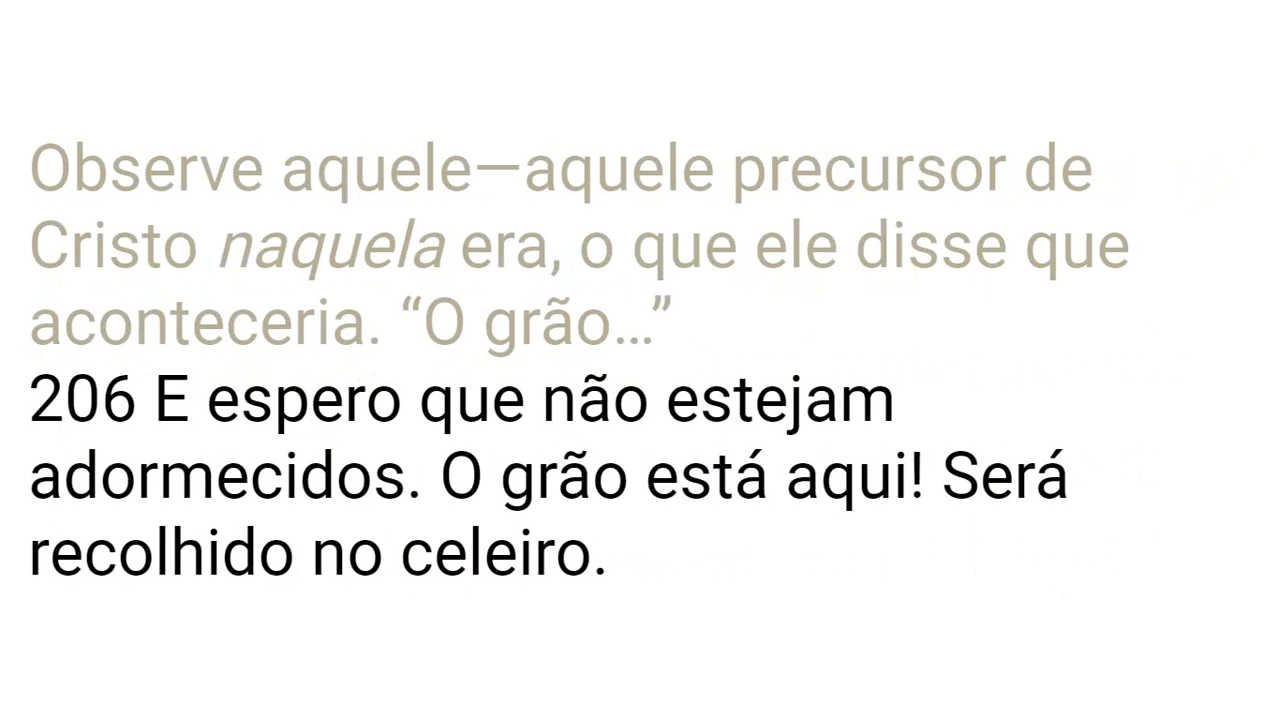 Observe aquele—aquele precursor de
Cristo naquela era, o que ele disse que
aconteceria. “O grão…”
206 E espero que não estejam
adormecidos. O grão está aqui! Será
recolhido no celeiro.